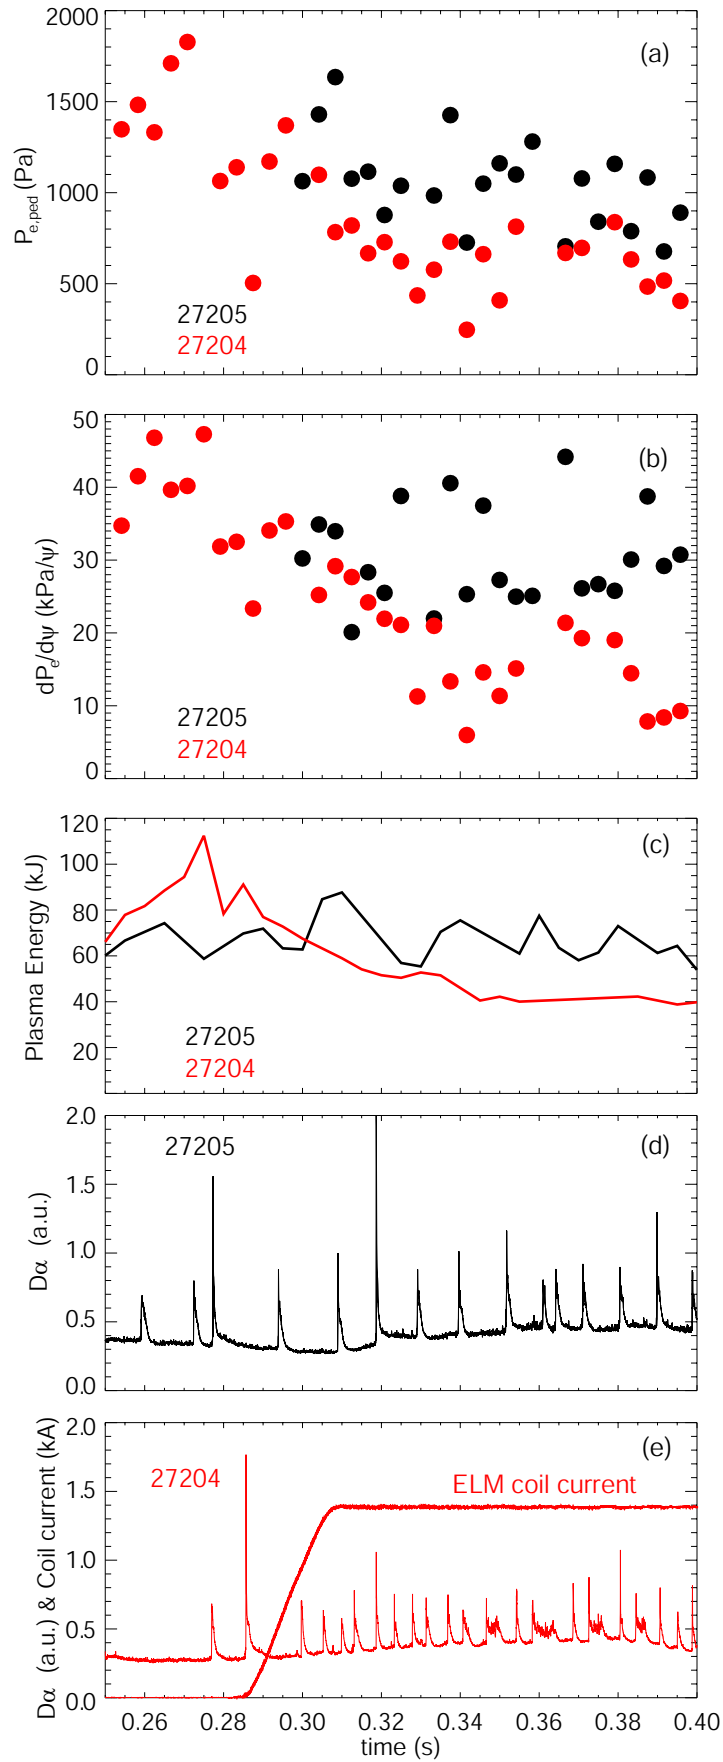 2000
(a)
1500
1000
500
0
P_e,ped (Pa)
27205
27204
50
(b)
40
30
20
10
0
dP_e/dψ (kPa/ψ)
27205
27204
120
(c)
100
80
60
40
20
Plasma Energy (kJ)
27205
27204
2.0
(d)
27205
1.5
1.0
0.5
0.0
Dα (a.u.)
2.0
(e)
27204
ELM coil current
1.5
1.0
0.5
0.0
Dα (a.u.) & Coil current (kA)
0.26 0.28 0.30 0.32 0.34 0.36 0.38 0.40
time (s)